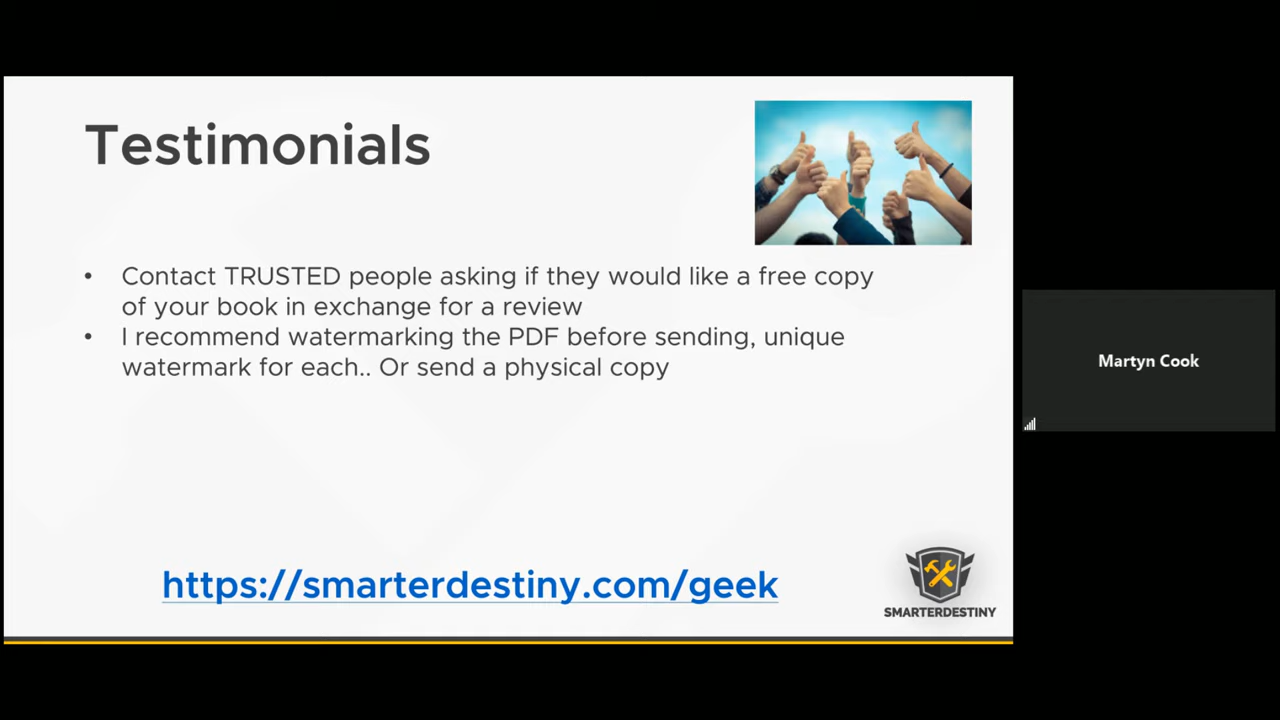 Testimonials
• Contact TRUSTED people asking if they would like a free copy
of your book in exchange for a review
• I recommend watermarking the PDF before sending, unique
watermark for each.. Or send a physical copy
https://smarterdestiny.com/geek
SMARTERDESTINY
Martyn Cook